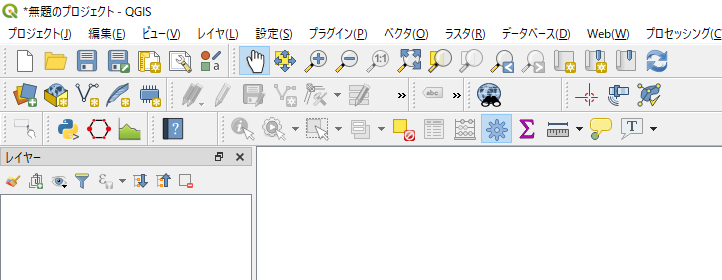 *無題のプロジェクト - QGIS
プロジェクト(J) 編集(E) ビュー(V) レイヤ(L) 設定(S) プラグイン(P) ベクタ(O) ラスタ(R) データベース(D) Web(W) プロセッシング(C)
1:1
a
abc
»
»
?
T
レイヤー